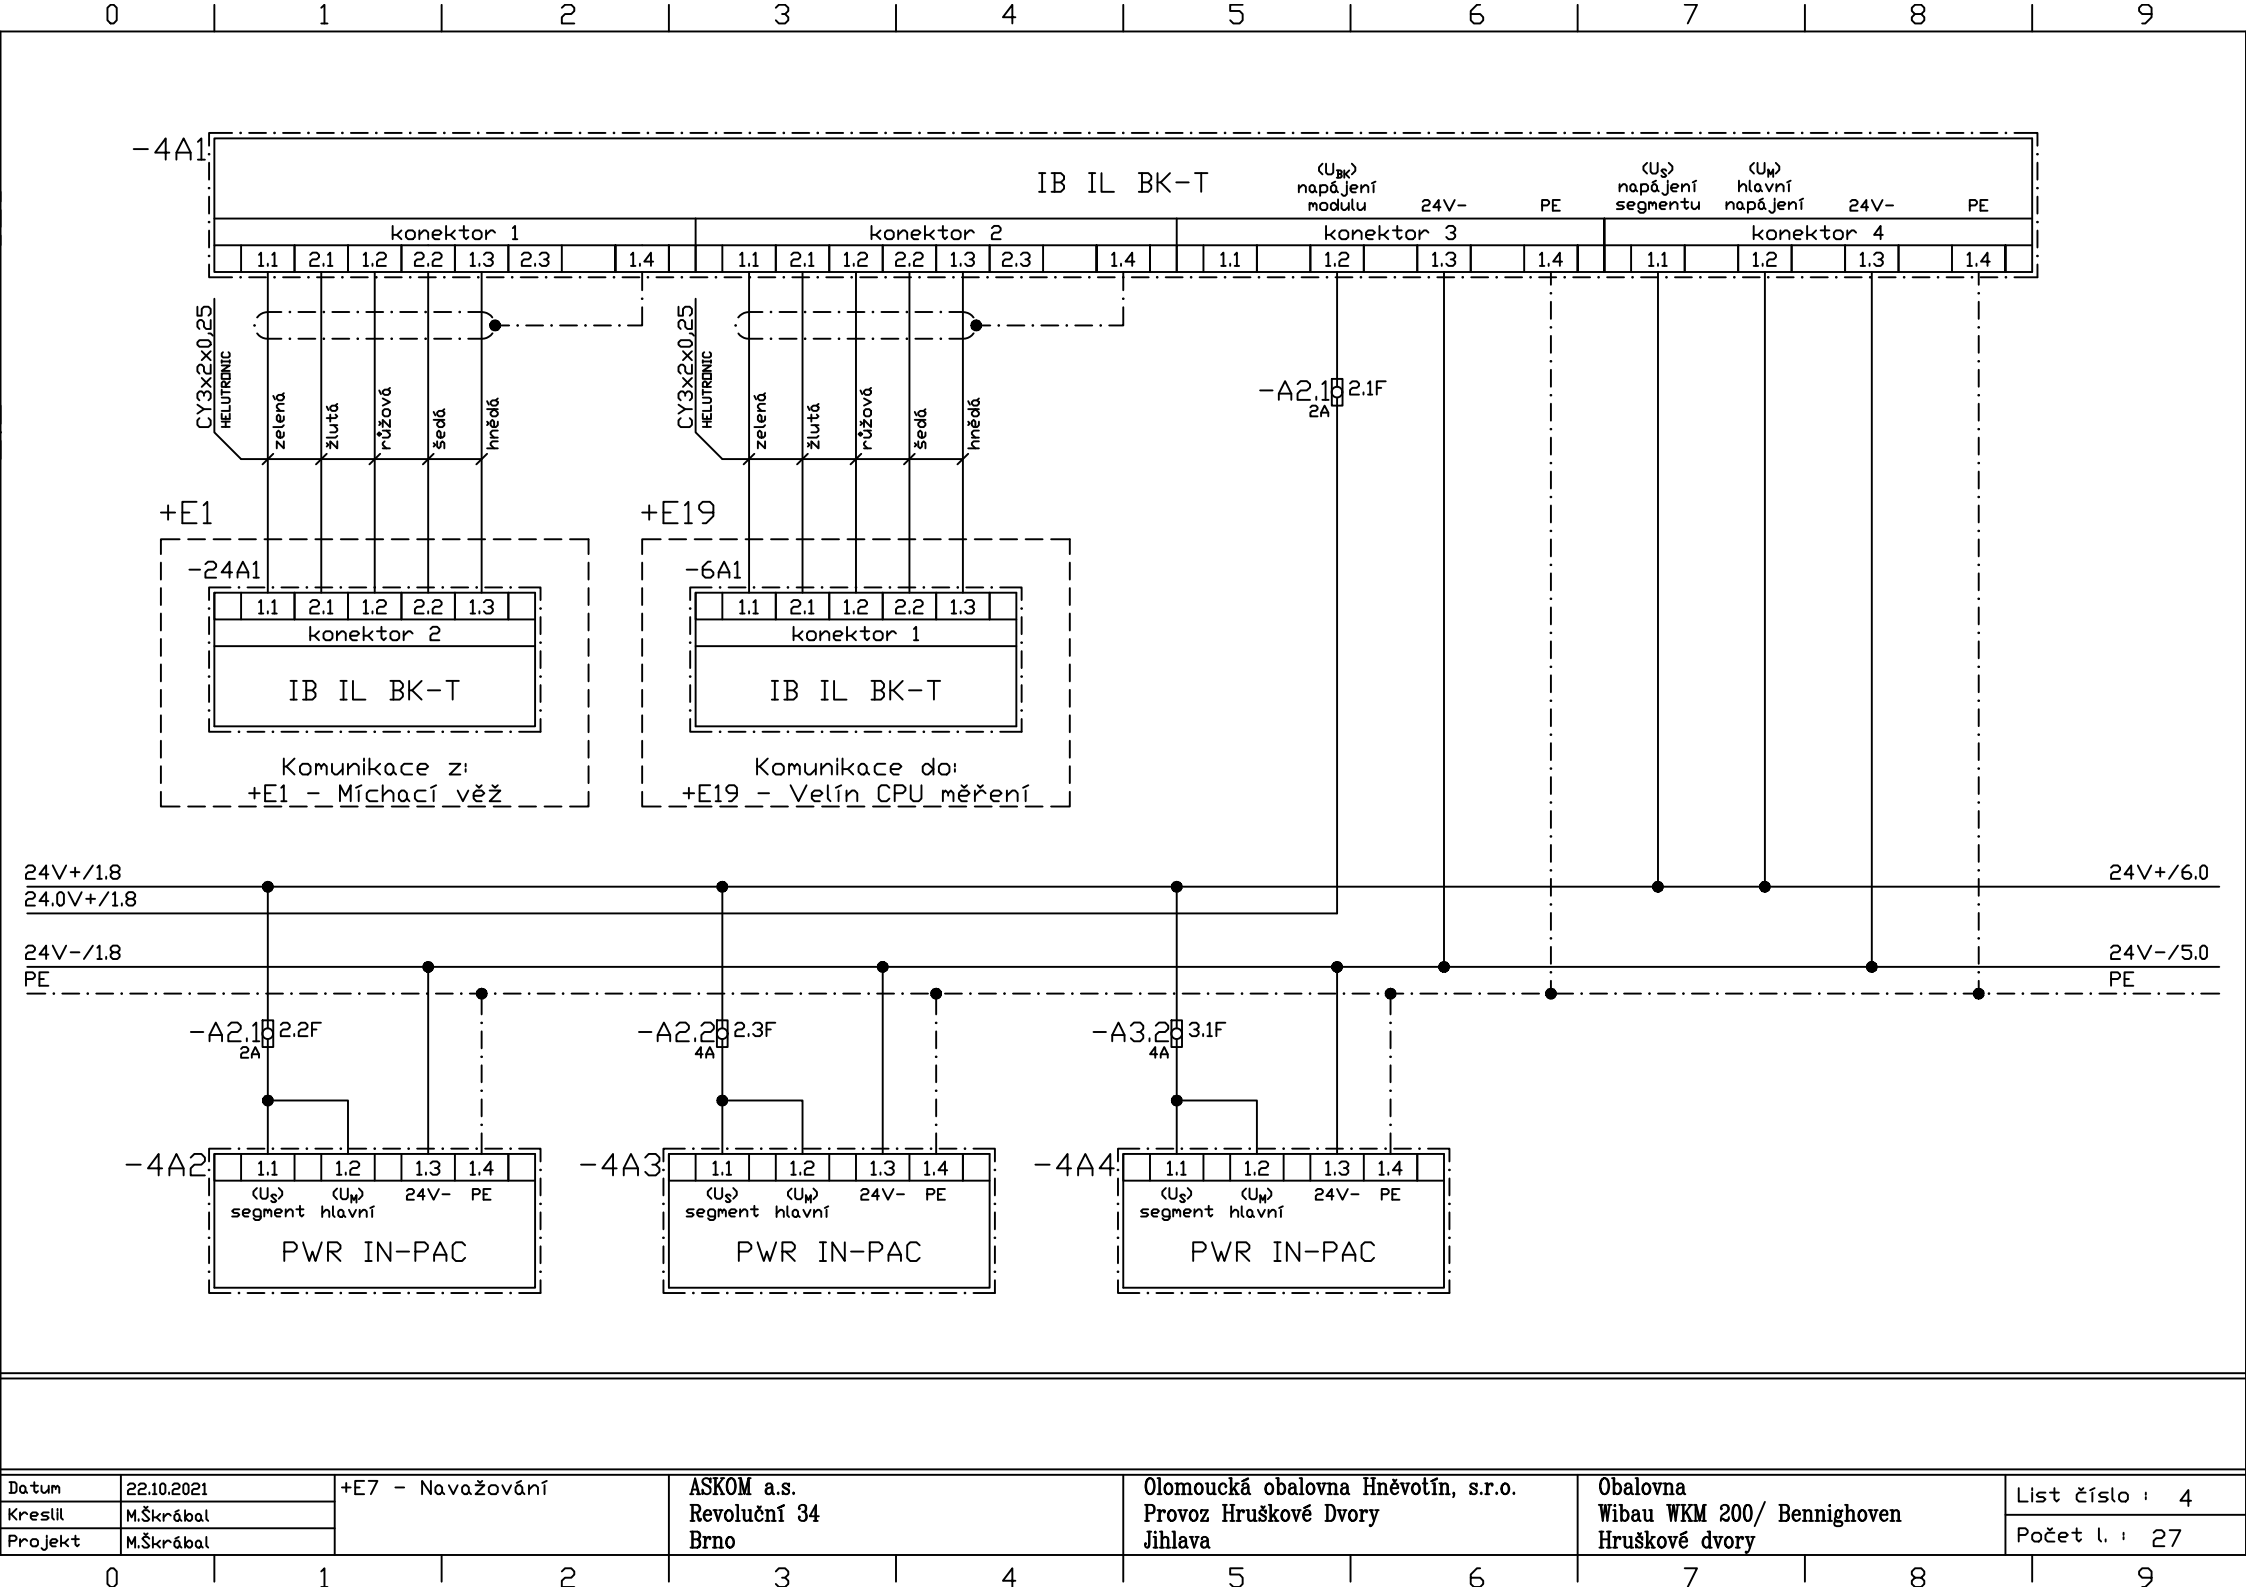 0 1 2 3 4 5 6 7 8 9
-4A1
IB IL BK-T
(UBK)
napájení
modulu
24V-
PE
(US)
napájení
segmentu
(UM)
hlavní
napájení
24V-
PE
konektor 1
konektor 2
konektor 3
konektor 4
1.1 2.1 1.2 2.2 1.3 2.3 1.4
1.1 2.1 1.2 2.2 1.3 2.3 1.4
1.1 1.2 1.3 1.4
1.1 1.2 1.3 1.4
CY3x2x0,25
HELUTRONIC
zelená
žlutá
růžová
šedá
hnědá
CY3x2x0,25
HELUTRONIC
zelená
žlutá
růžová
šedá
hnědá
-A2.1 2.1F
2A
+E1
-24A1
1.1 2.1 1.2 2.2 1.3
konektor 2
IB IL BK-T
Komunikace z:
+E1 - Míchací věž
+E19
-6A1
1.1 2.1 1.2 2.2 1.3
konektor 1
IB IL BK-T
Komunikace do:
+E19 - Velín CPU měření
24V+/1.8 24V+/6.0
24.0V+/1.8
24V-/1.8 24V-/5.0
PE PE
-A2.1 2.2F
2A
-A2.2 2.3F
4A
-A3.2 3.1F
4A
-4A2
1.1 1.2 1.3 1.4
(US) (UM) 24V- PE
segment hlavní
PWR IN-PAC
-4A3
1.1 1.2 1.3 1.4
(US) (UM) 24V- PE
segment hlavní
PWR IN-PAC
-4A4
1.1 1.2 1.3 1.4
(US) (UM) 24V- PE
segment hlavní
PWR IN-PAC
Datum 22.10.2021
Kreslil M.Škrábal
Projekt M.Škrábal
+E7 - Navažování
ASKOM a.s.
Revoluční 34
Brno
Olomoucká obalovna Hněvotín, s.r.o.
Provoz Hruškové Dvory
Jihlava
Obalovna
Wibau WKM 200/ Bennighoven
Hruškové dvory
List číslo : 4
Počet l. : 27
0 1 2 3 4 5 6 7 8 9